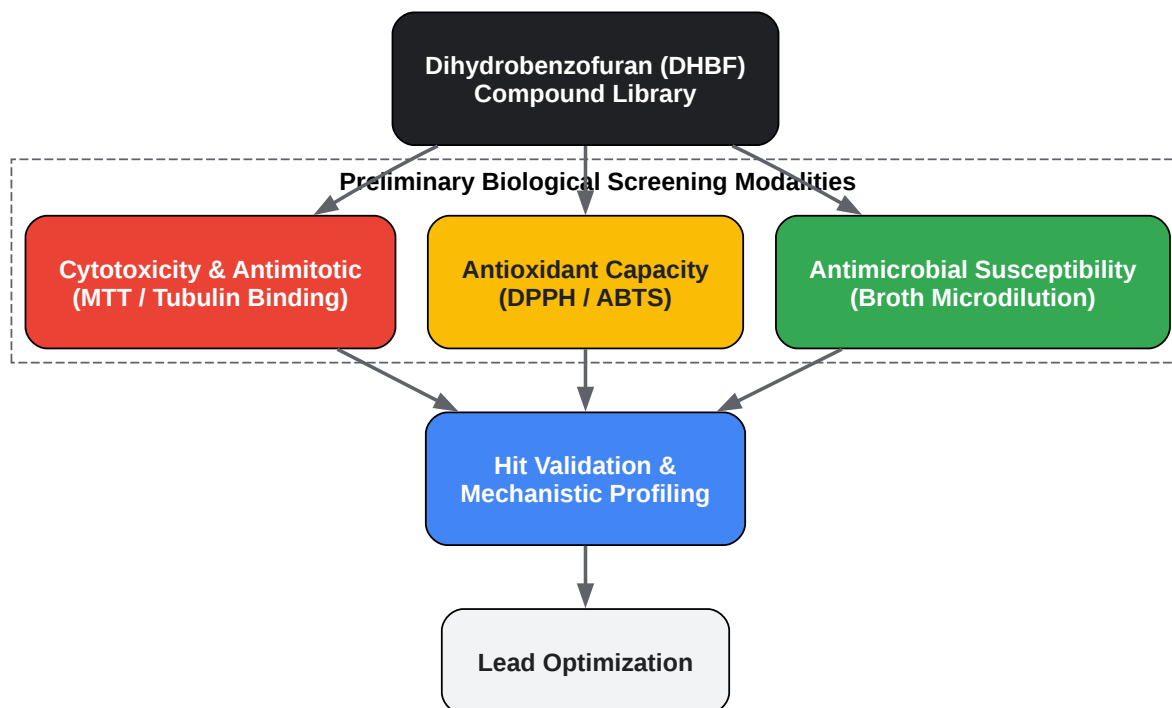 Dihydrobenzofuran (DHBF)
Compound Library
Preliminary Biological Screening Modalities
Cytotoxicity & Antimitotic
(MTT / Tubulin Binding)
Antioxidant Capacity
(DPPH / ABTS)
Antimicrobial Susceptibility
(Broth Microdilution)
Hit Validation &
Mechanistic Profiling
Lead Optimization